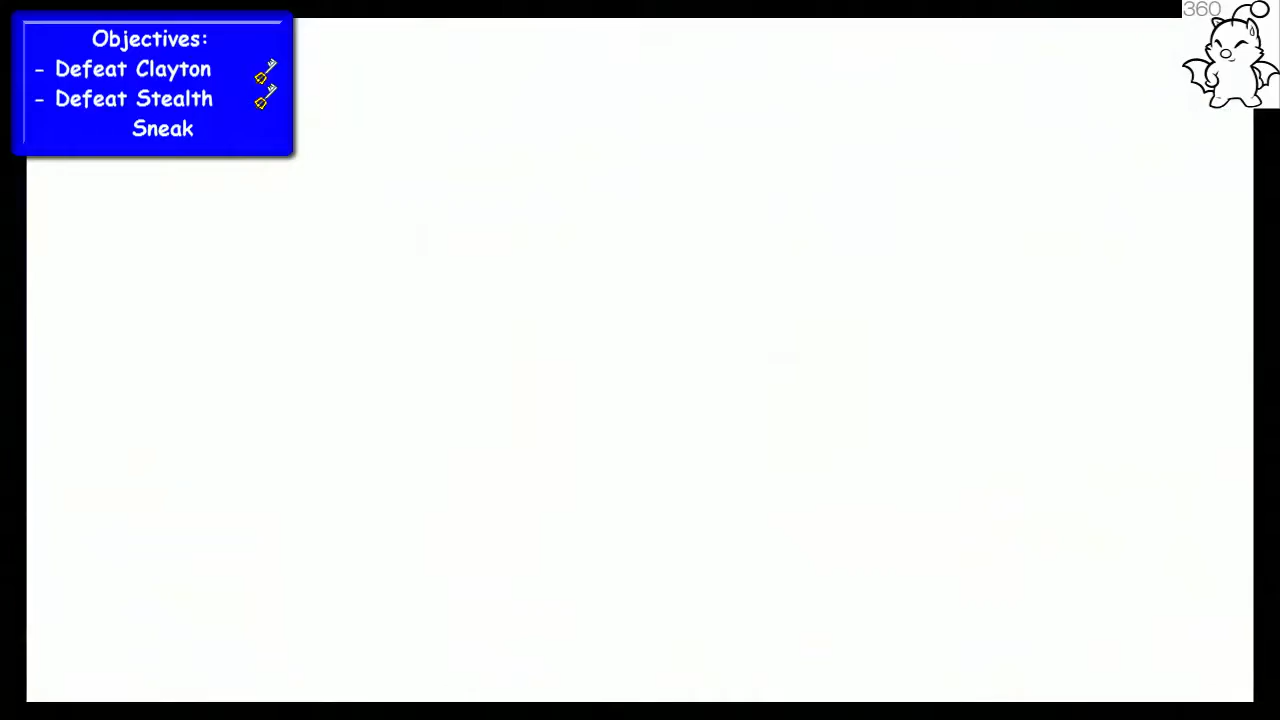 Objectives:
- Defeat Clayton
- Defeat Stealth
Sneak
360